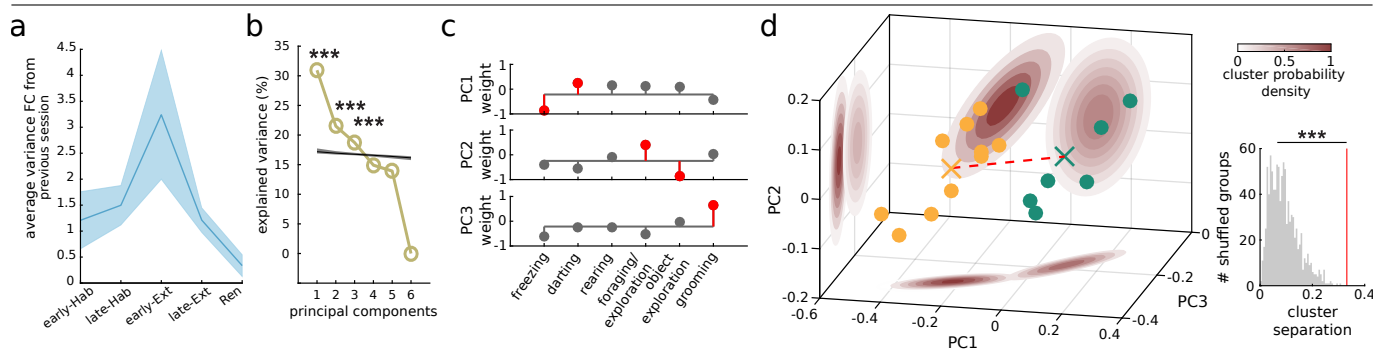 a
average variance FC from
previous session
4.5
4
3.5
3
2.5
2
1.5
1
0.5
0
early-Hab
late-Hab
early-Ext
late-Ext
Ren
b
explained variance (%)
35
30
25
20
15
10
5
0
***
***
***
1 2 3 4 5 6
principal components
c
PC1
weight
1
0
-1
PC2
weight
1
0
-1
PC3
weight
1
0
-1
freezing
darting
rearing
foraging/
exploration
object
exploration
grooming
d
PC2
0.2
0.1
0
-0.1
-0.2
-0.6
-0.4
-0.2
0
0.2
0.4
PC1
0
-0.2
-0.4
PC3
0 0.5 1
cluster probability
density
***
# shuffled groups
60
40
20
0
0 0.2 0.4
cluster
separation